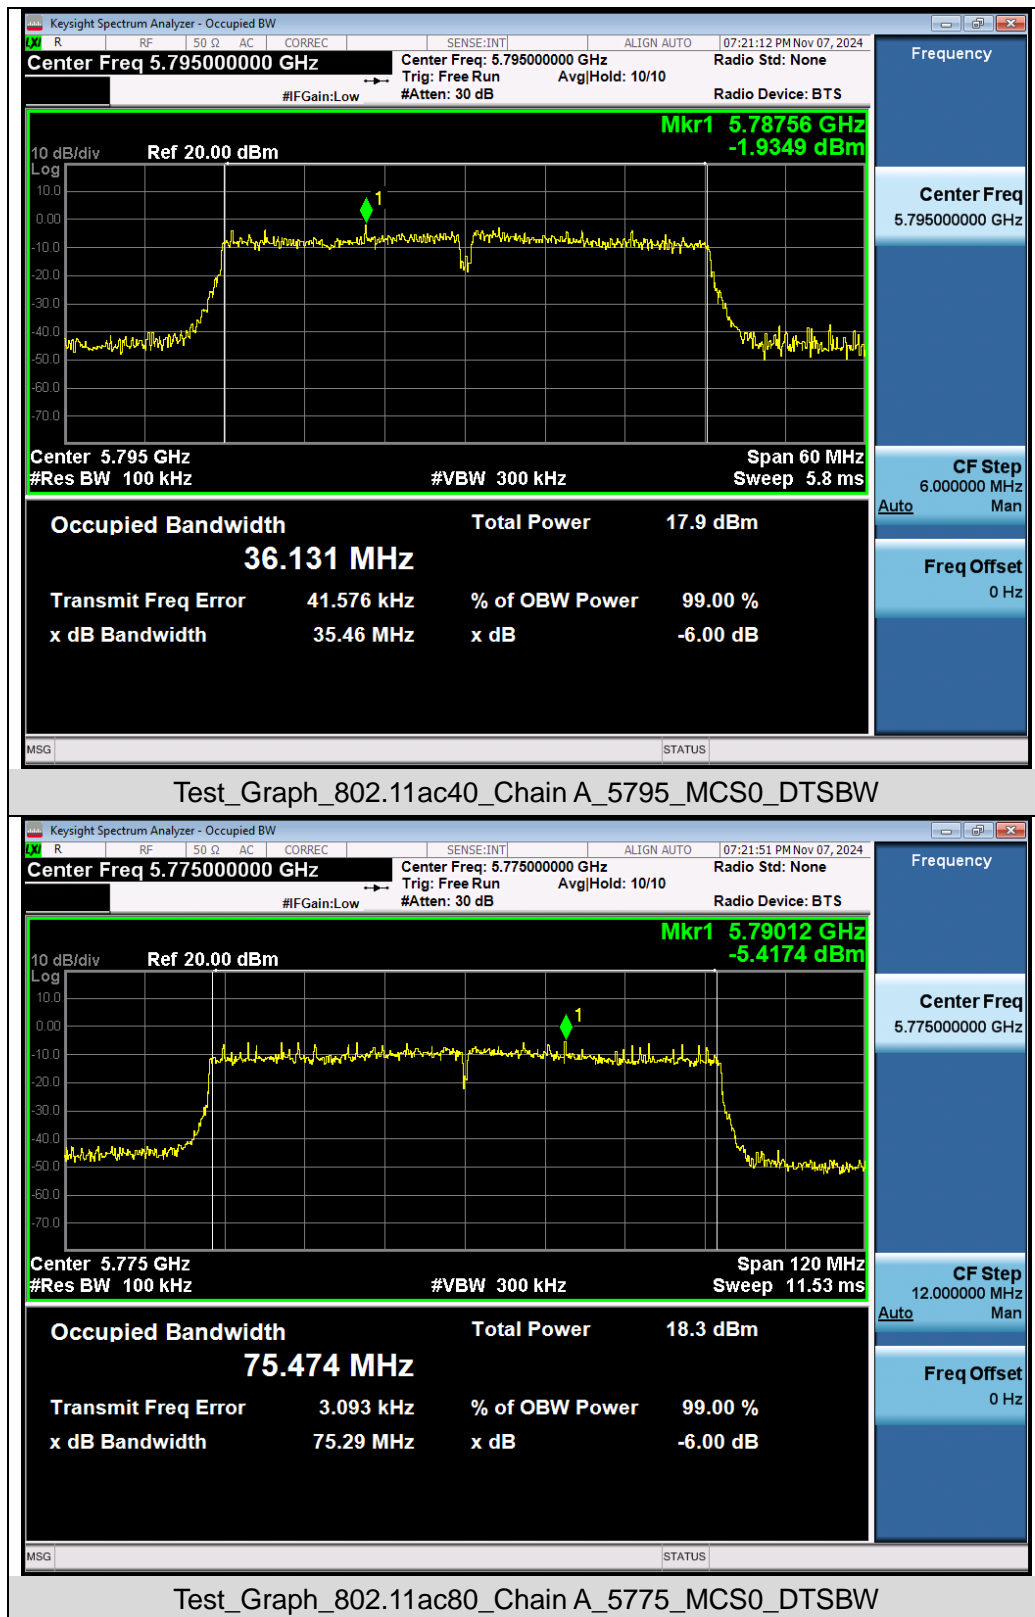 Keysight Spectrum Analyzer - Occupied BW
LXI R RF 50 Ω AC CORREC SENSE:INT ALIGN AUTO 07:21:12 PM Nov 07, 2024
Center Freq 5.795000000 GHz
Center Freq: 5.795000000 GHz Radio Std: None
Trig: Free Run Avg|Hold: 10/10
#IFGain:Low #Atten: 30 dB Radio Device: BTS
Frequency
Mkr1 5.78756 GHz
-1.9349 dBm
10 dB/div Ref 20.00 dBm
Log
10.0
1
0.00
-10.0
-20.0
-30.0
-40.0
-50.0
-60.0
-70.0
Center Freq
5.795000000 GHz
Center 5.795 GHz Span 60 MHz
#Res BW 100 kHz #VBW 300 kHz Sweep 5.8 ms
CF Step
6.000000 MHz
Auto Man
Freq Offset
0 Hz
Occupied Bandwidth Total Power 17.9 dBm
36.131 MHz
Transmit Freq Error 41.576 kHz % of OBW Power 99.00 %
x dB Bandwidth 35.46 MHz x dB -6.00 dB
MSG STATUS
Test_Graph_802.11ac40_Chain A_5795_MCS0_DTSBW
Keysight Spectrum Analyzer - Occupied BW
LXI R RF 50 Ω AC CORREC SENSE:INT ALIGN AUTO 07:21:51 PM Nov 07, 2024
Center Freq 5.775000000 GHz
Center Freq: 5.775000000 GHz Radio Std: None
Trig: Free Run Avg|Hold: 10/10
#IFGain:Low #Atten: 30 dB Radio Device: BTS
Frequency
Mkr1 5.79012 GHz
-5.4174 dBm
10 dB/div Ref 20.00 dBm
Log
10.0
1
0.00
-10.0
-20.0
-30.0
-40.0
-50.0
-60.0
-70.0
Center Freq
5.775000000 GHz
Center 5.775 GHz Span 120 MHz
#Res BW 100 kHz #VBW 300 kHz Sweep 11.53 ms
CF Step
12.000000 MHz
Auto Man
Freq Offset
0 Hz
Occupied Bandwidth Total Power 18.3 dBm
75.474 MHz
Transmit Freq Error 3.093 kHz % of OBW Power 99.00 %
x dB Bandwidth 75.29 MHz x dB -6.00 dB
MSG STATUS
Test_Graph_802.11ac80_Chain A_5775_MCS0_DTSBW